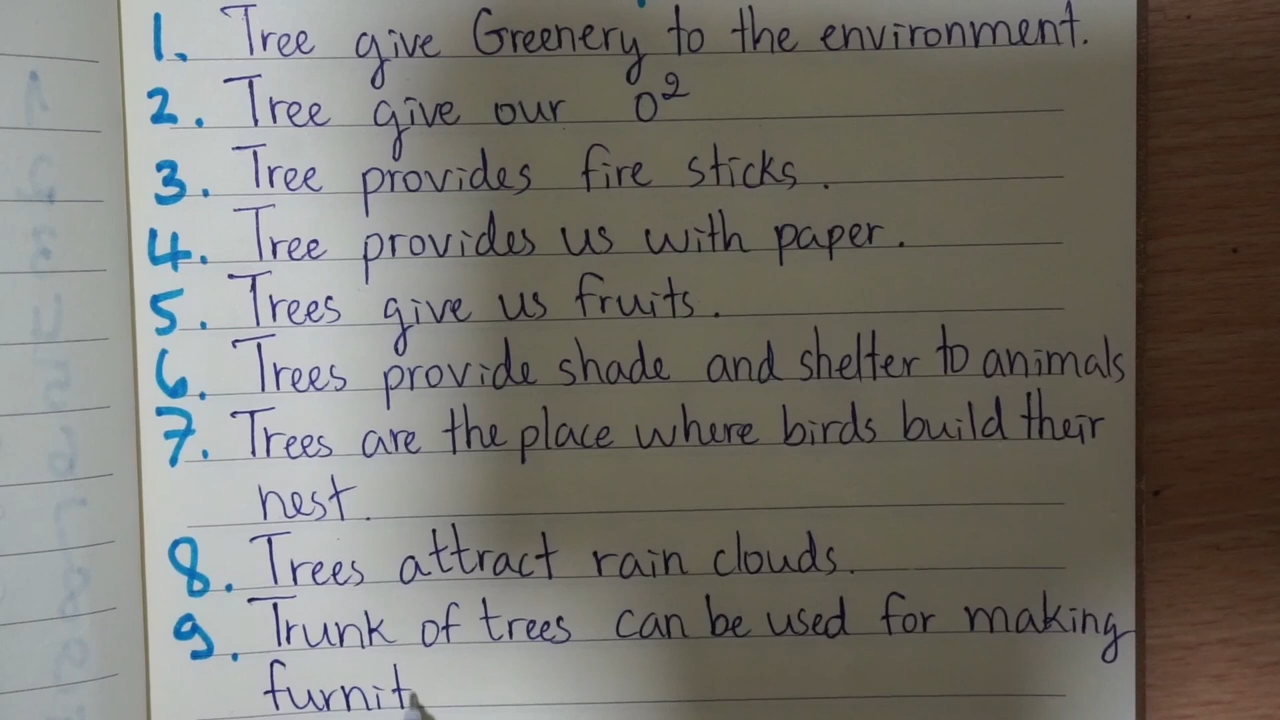 1. Tree give Greenery to the environment.
2. Tree give our O²
3. Tree provides fire sticks.
4. Tree provides us with paper.
5. Trees give us fruits.
6. Trees provide shade and shelter to animals
7. Trees are the place where birds build their
nest.
8. Trees attract rain clouds.
9. Trunk of trees can be used for making
furnit